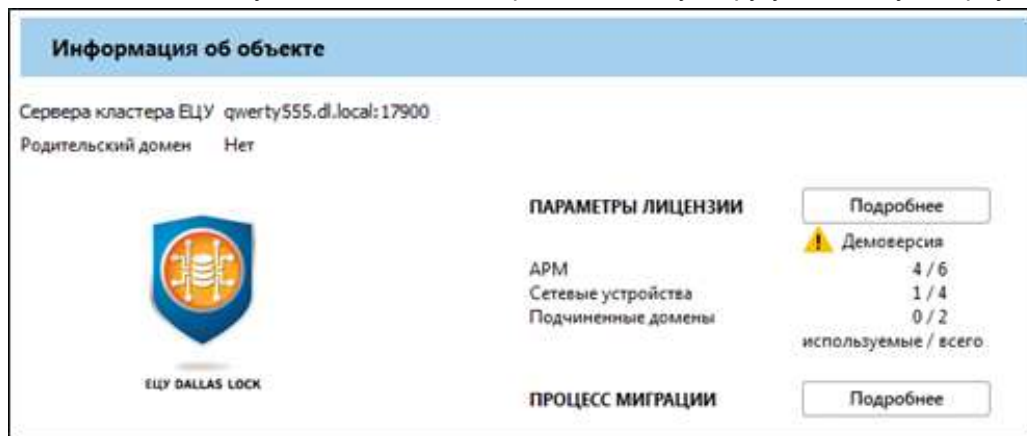 Информация об объекте
Сервера кластера ЕЦУ qwerty555.dl.local:17900
Родительский домен Нет
ПАРАМЕТРЫ ЛИЦЕНЗИИ Подробнее
Демоверсия
АРМ 4 / 6
Сетевые устройства 1 / 4
Подчиненные домены 0 / 2
используемые / всего
ЕЦУ DALLAS LOCK
ПРОЦЕСС МИГРАЦИИ Подробнее